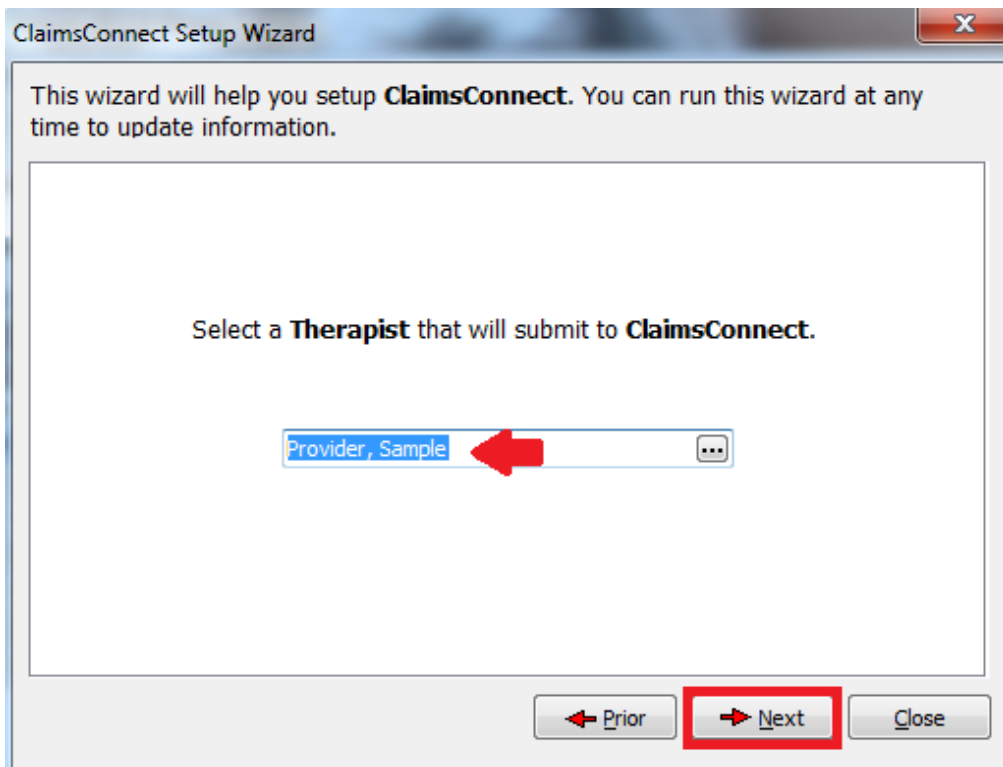 ClaimsConnect Setup Wizard
This wizard will help you setup ClaimsConnect. You can run this wizard at any
time to update information.
Select a Therapist that will submit to ClaimsConnect.
Provider, Sample ...
Prior Next Close